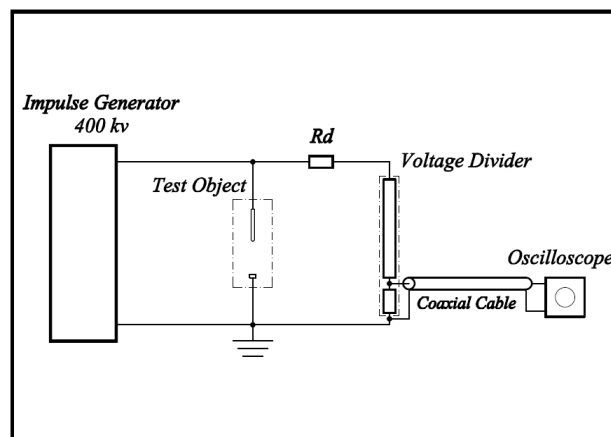 Impulse Generator
400 kv
Rd
Voltage Divider
Test Object
Oscilloscope
Coaxial Cable